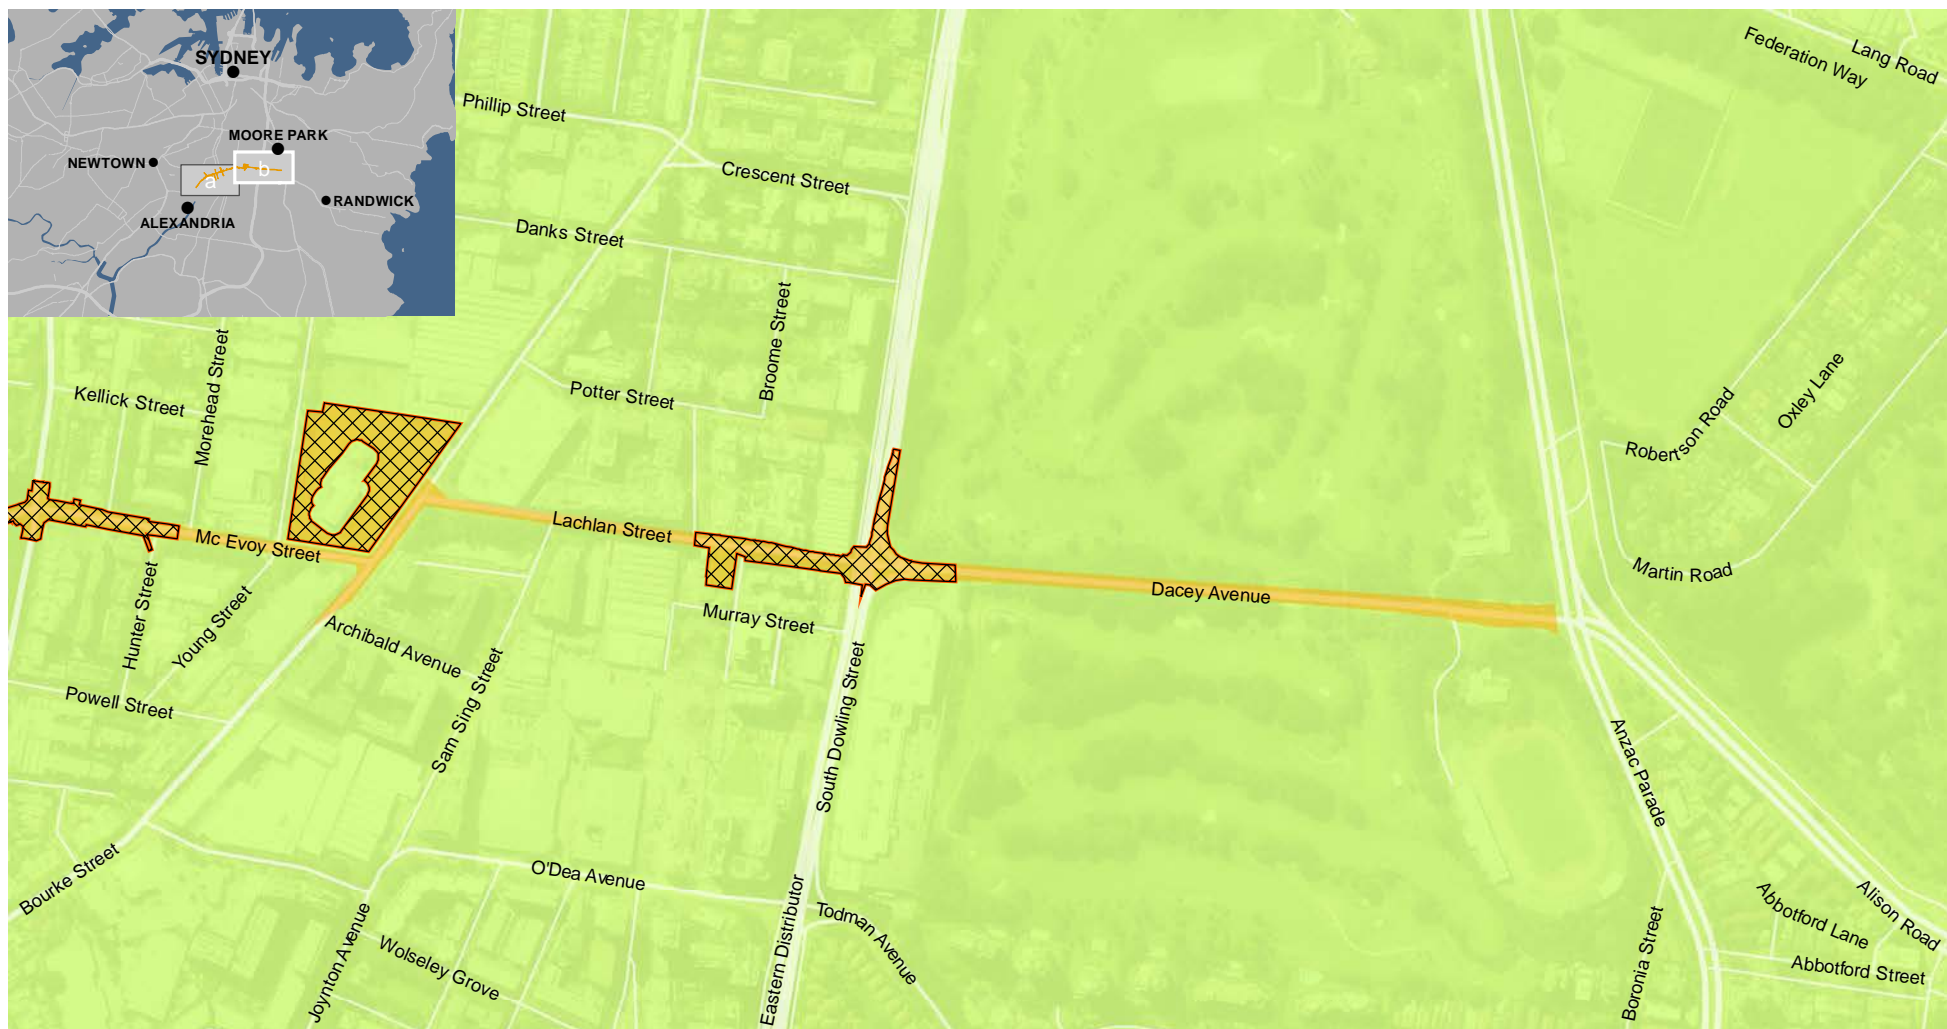 SYDNEY
MOORE PARK
NEWTOWN
a
b
RANDWICK
ALEXANDRIA
Federation Way
Lang Road
Phillip Street
Crescent Street
Danks Street
Broome Street
Morehead Street
Kellick Street
Potter Street
Oxley Lane
Robertson Road
Mc Evoy Street
Lachlan Street
Martin Road
Dacey Avenue
Hunter Street
Young Street
Archibald Avenue
Murray Street
Sam Sing Street
South Dowling Street
Powell Street
Anzac Parade
Bourke Street
O'Dea Avenue
Eastern Distributor
Todman Avenue
Joynton Avenue
Wolseley Grove
Boronia Street
Abbotford Lane
Alison Road
Abbotford Street